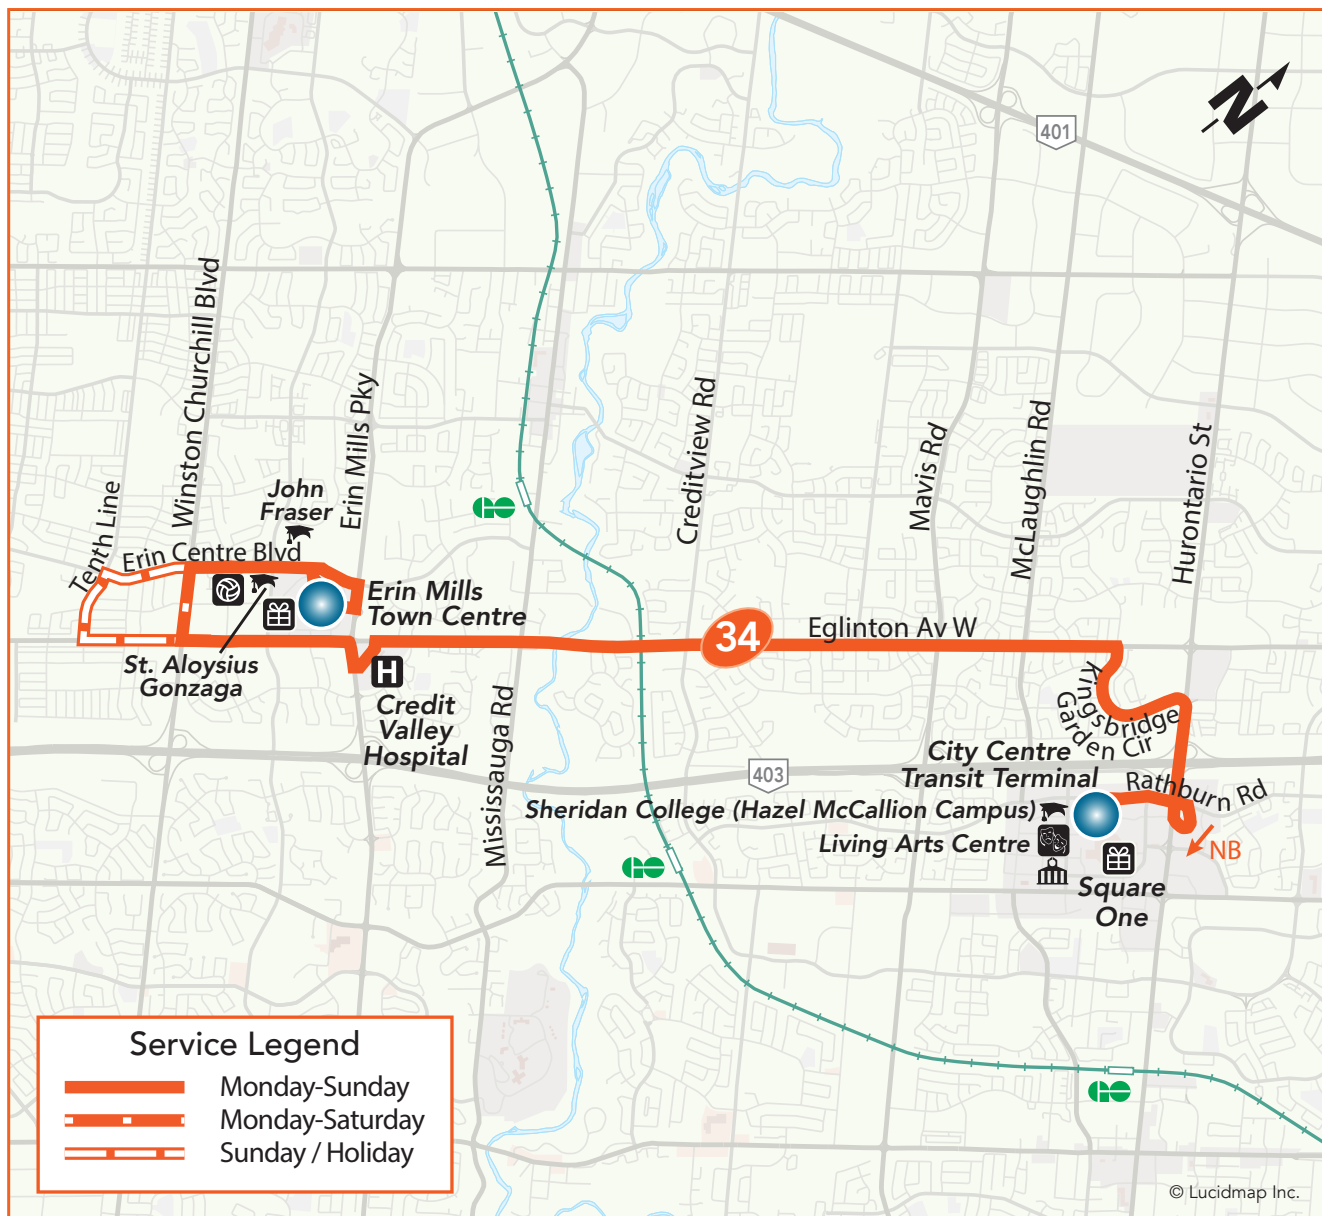 N
401
Winston Churchill Blvd
Erin Mills Pky
Creditview Rd
Mavis Rd
McLaughlin Rd
Hurontario St
Tenth Line
John
Fraser
GO
Erin Centre Blvd
Erin Mills
Town Centre
34
Eglinton Av W
St. Aloysius
Gonzaga
H
Credit
Valley
Hospital
Mississauga Rd
Kingsbridge
Garden Cir
City Centre
Transit Terminal
403
Rathburn Rd
Sheridan College (Hazel McCallion Campus)
Living Arts Centre
NB
GO
Square
One
Service Legend
Monday-Sunday
Monday-Saturday
Sunday / Holiday
GO
© Lucidmap Inc.